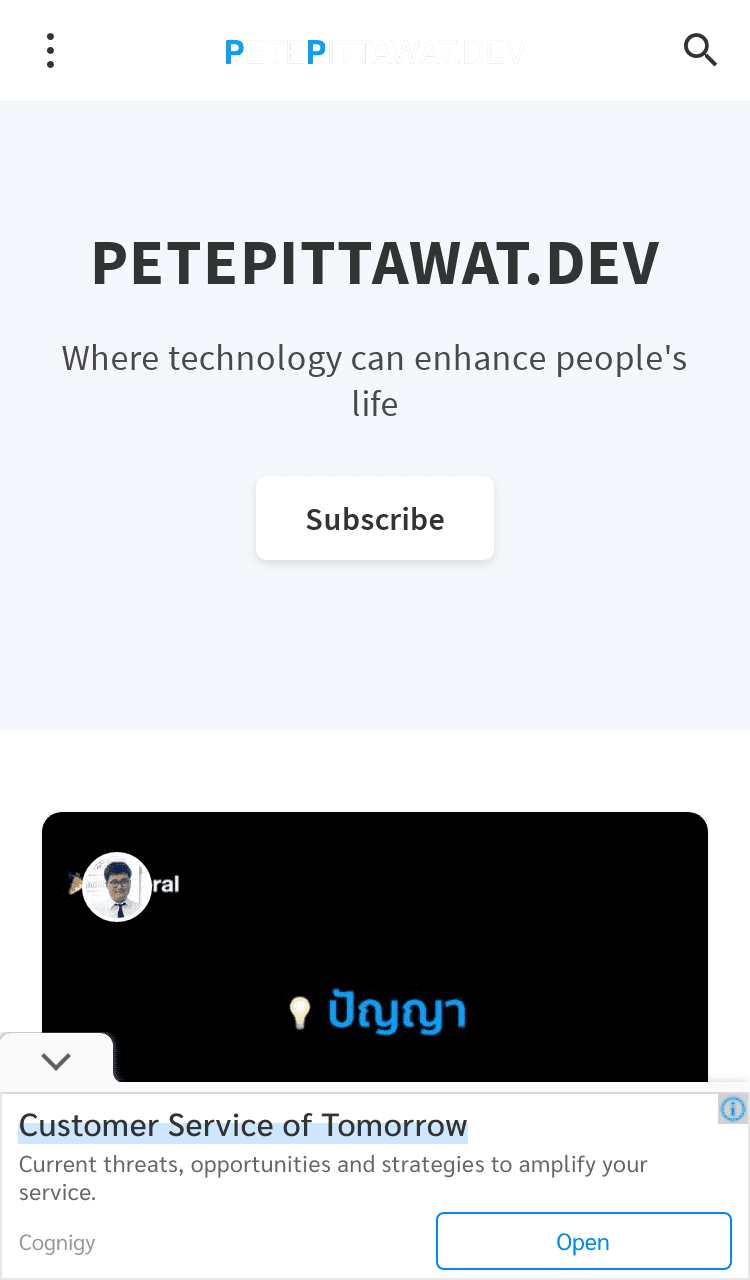 PETEPITTAWAT.DEV
PETEPITTAWAT.DEV
Where technology can enhance people's
life
Subscribe
ral
ปัญญา
Customer Service of Tomorrow
Current threats, opportunities and strategies to amplify your
service.
Cognigy
Open